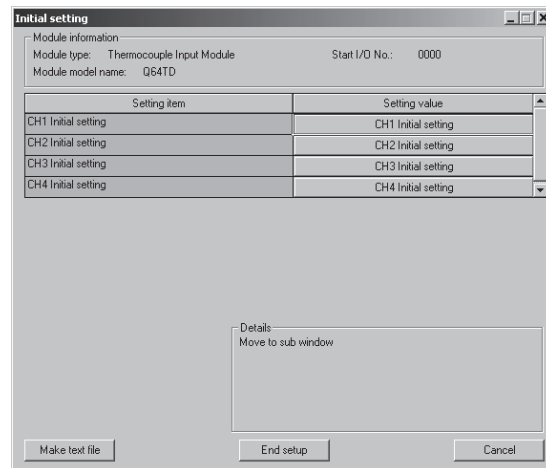 Initial setting
Module information
Module type: Thermocouple Input Module Start I/O No.: 0000
Module model name: Q64TD
Setting item Setting value
CH1 Initial setting CH1 Initial setting
CH2 Initial setting CH2 Initial setting
CH3 Initial setting CH3 Initial setting
CH4 Initial setting CH4 Initial setting
Details
Move to sub window
Make text file End setup Cancel